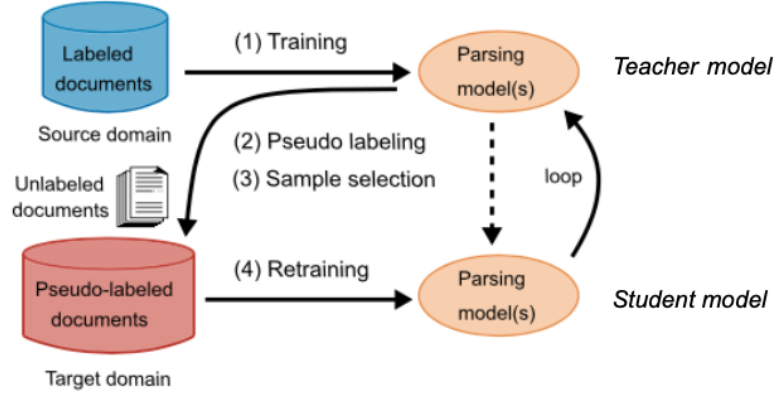 Labeled
documents
Source domain
(1) Training
Parsing
model(s)
Teacher model
(2) Pseudo labeling
(3) Sample selection
Unlabeled
documents
loop
Pseudo-labeled
documents
Target domain
(4) Retraining
Parsing
model(s)
Student model